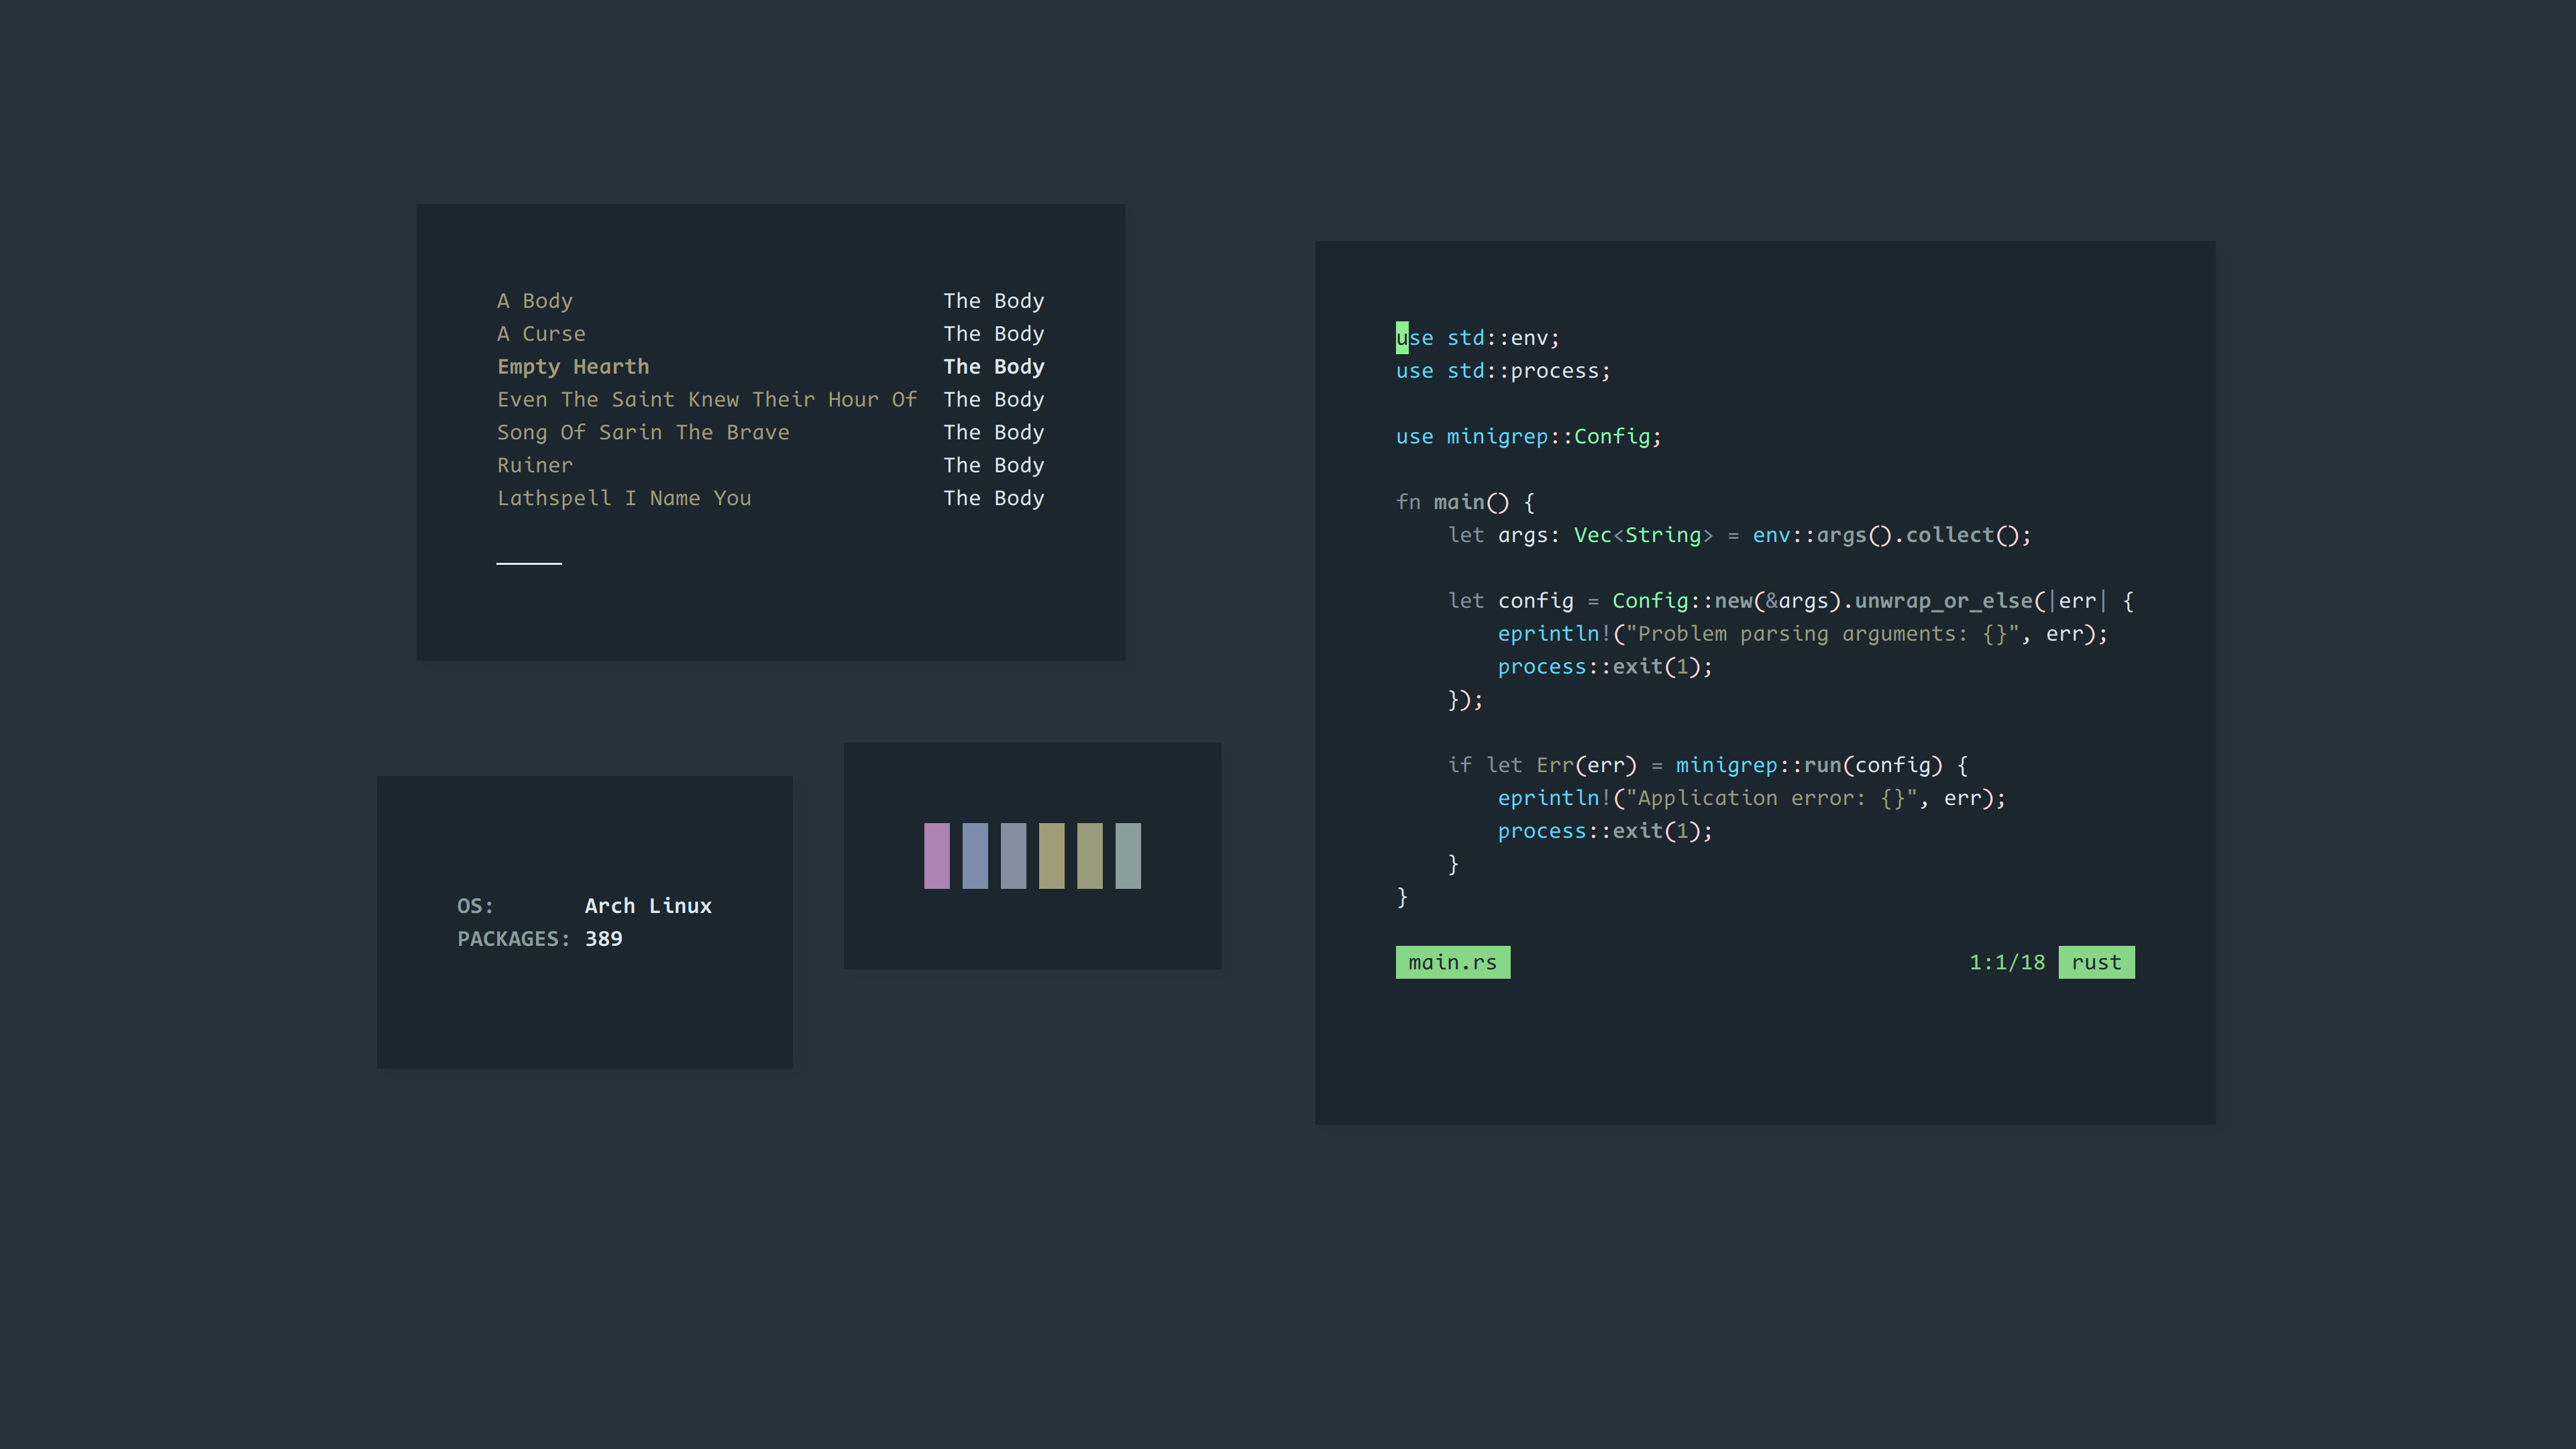 A Body The Body
A Curse The Body
Empty Hearth The Body
Even The Saint Knew Their Hour Of The Body
Song Of Sarin The Brave The Body
Ruiner The Body
Lathspell I Name You The Body
OS: Arch Linux
PACKAGES: 389
use std::env;
use std::process;
use minigrep::Config;
fn main() {
    let args: Vec<String> = env::args().collect();
    let config = Config::new(&args).unwrap_or_else(|err| {
        eprintln!("Problem parsing arguments: {}", err);
        process::exit(1);
    });
    if let Err(err) = minigrep::run(config) {
        eprintln!("Application error: {}", err);
        process::exit(1);
    }
}
main.rs 1:1/18 rust